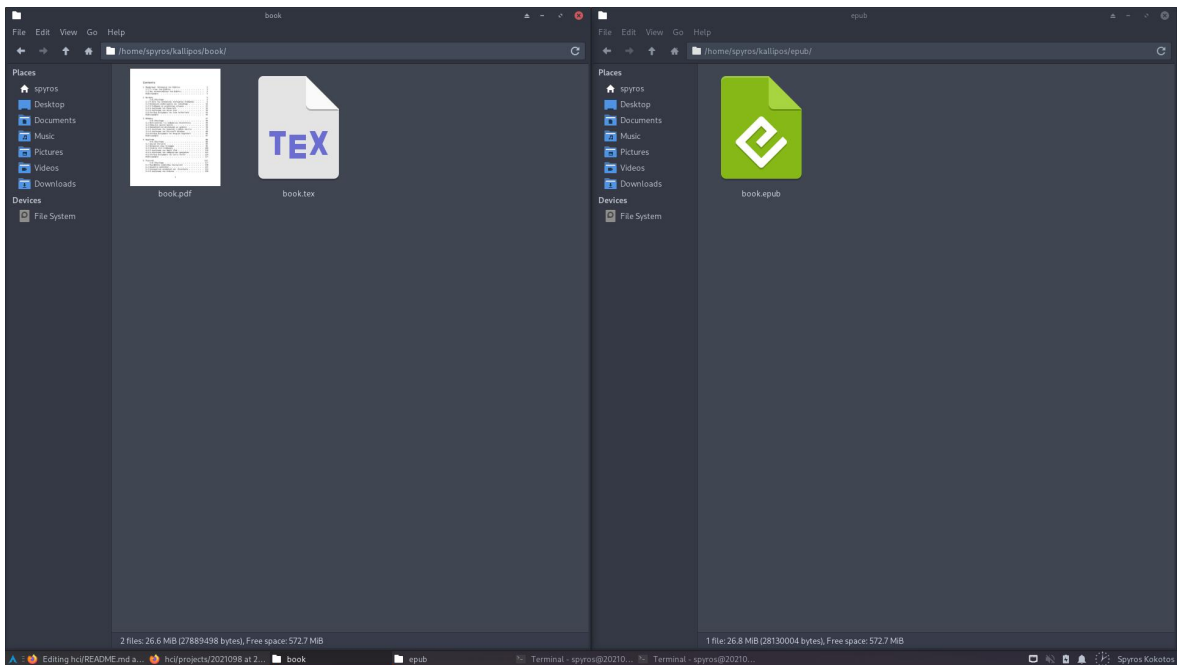 book
File Edit View Go Help
/home/spyros/kallipos/book/
Places
spyros
Desktop
Documents
Music
Pictures
Videos
Downloads
Devices
File System
TEX
book.pdf
book.tex
2 files: 26.6 MiB (27889498 bytes), Free space: 572.7 MiB
epub
File Edit View Go Help
/home/spyros/kallipos/epub/
Places
spyros
Desktop
Documents
Music
Pictures
Videos
Downloads
Devices
File System
book.epub
1 file: 26.8 MiB (28130004 bytes), Free space: 572.7 MiB
Editing hci/README.md a... hci/projects/2021098 at 2... book epub Terminal - spyros@20210... Terminal - spyros@20210... Spyros Kokotos